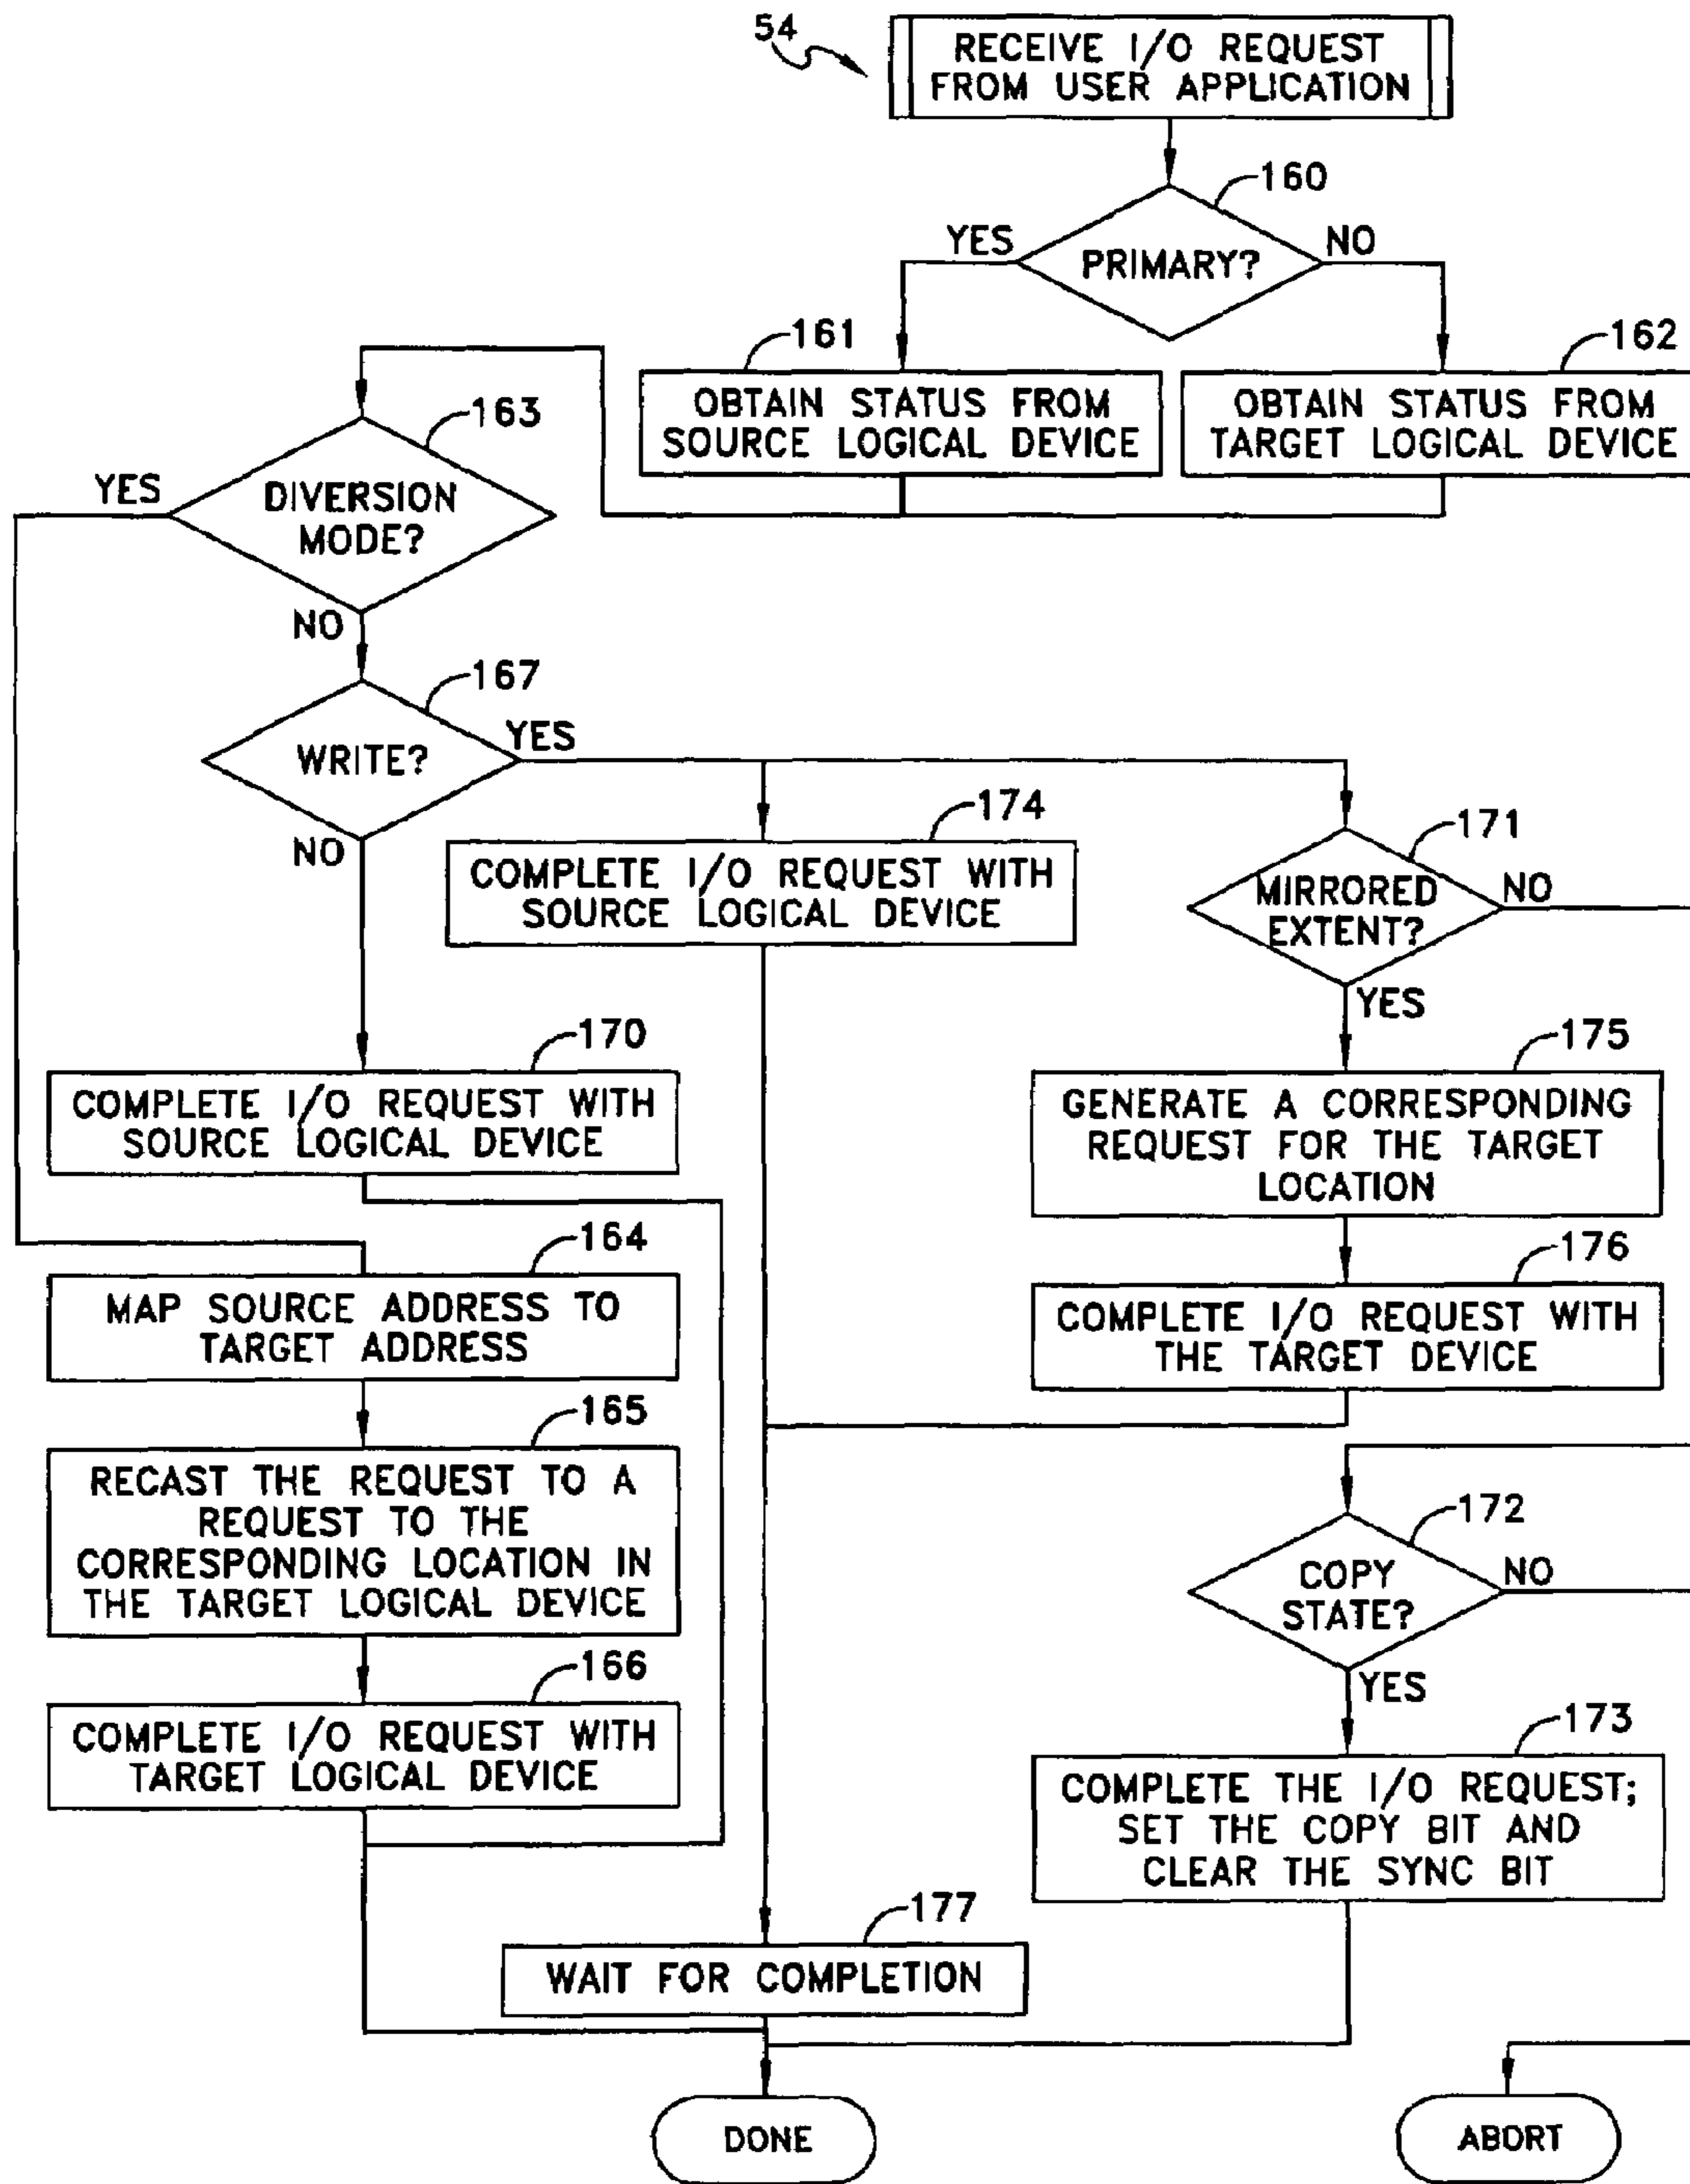 54
RECEIVE I/O REQUEST
FROM USER APPLICATION
160
YES
PRIMARY?
NO
161
OBTAIN STATUS FROM
SOURCE LOGICAL DEVICE
162
OBTAIN STATUS FROM
TARGET LOGICAL DEVICE
163
YES
DIVERSION
MODE?
NO
167
WRITE?
YES
NO
174
COMPLETE I/O REQUEST WITH
SOURCE LOGICAL DEVICE
171
MIRRORED
EXTENT?
NO
YES
170
COMPLETE I/O REQUEST WITH
SOURCE LOGICAL DEVICE
175
GENERATE A CORRESPONDING
REQUEST FOR THE TARGET
LOCATION
164
MAP SOURCE ADDRESS TO
TARGET ADDRESS
176
COMPLETE I/O REQUEST WITH
THE TARGET DEVICE
165
RECAST THE REQUEST TO A
REQUEST TO THE
CORRESPONDING LOCATION IN
THE TARGET LOGICAL DEVICE
172
COPY
STATE?
NO
YES
166
COMPLETE I/O REQUEST WITH
TARGET LOGICAL DEVICE
173
COMPLETE THE I/O REQUEST;
SET THE COPY BIT AND
CLEAR THE SYNC BIT
177
WAIT FOR COMPLETION
DONE
ABORT